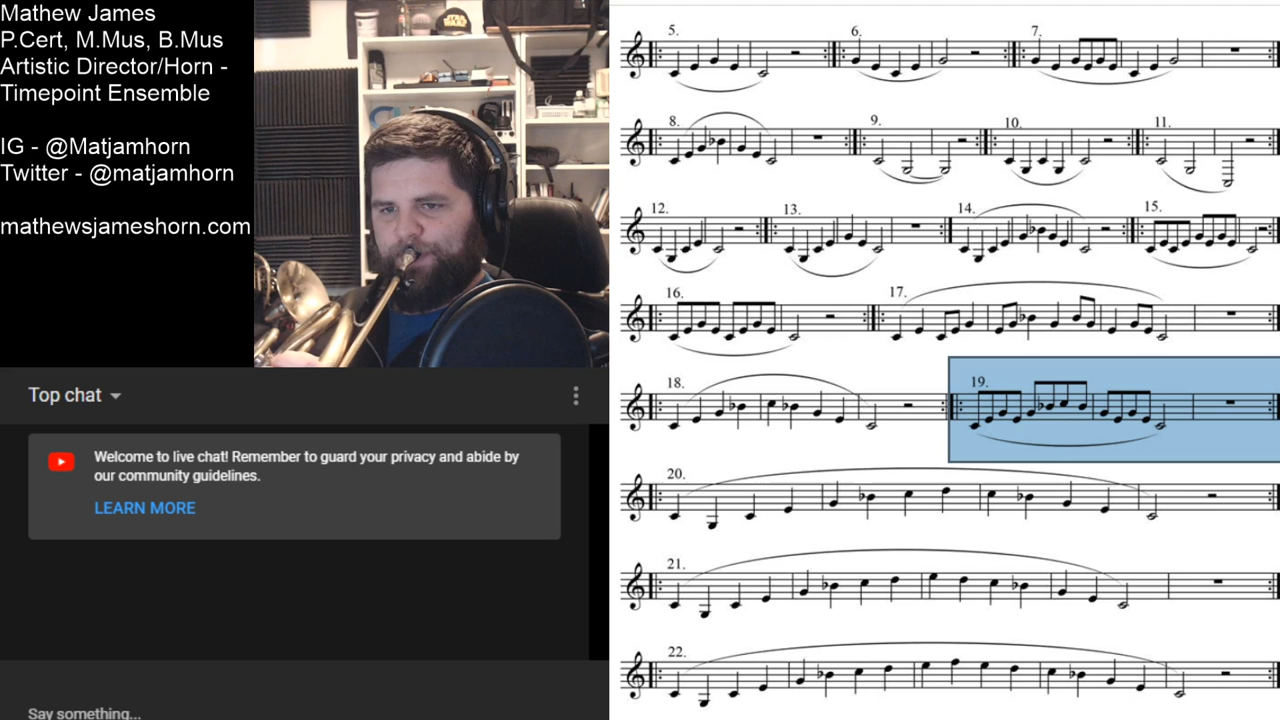 Mathew James
P.Cert, M.Mus, B.Mus
Artistic Director/Horn -
Timepoint Ensemble
IG - @Matjamhorn
Twitter - @matjamhorn
mathewsjameshorn.com
STAR WARS
Top chat
Welcome to live chat! Remember to guard your privacy and abide by
our community guidelines.
LEARN MORE
Say something...
5. 6. 7.
8. 9. 10. 11.
12. 13. 14. 15.
16. 17.
18. 19.
20.
21.
22.